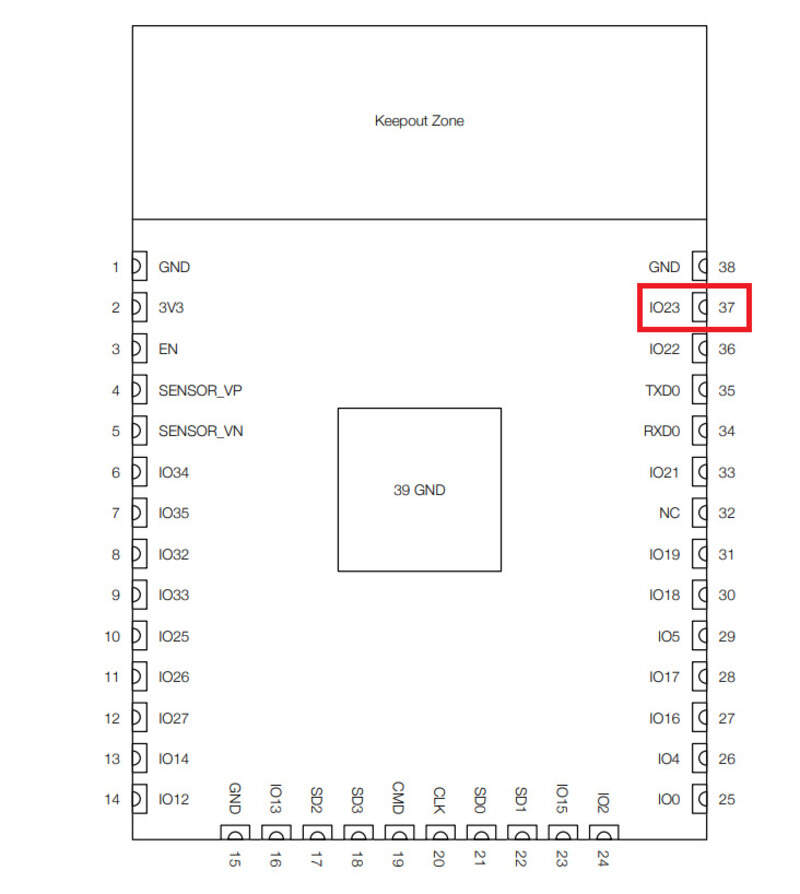 Keepout Zone
1 GND
2 3V3
3 EN
4 SENSOR_VP
5 SENSOR_VN
6 IO34
7 IO35
8 IO32
9 IO33
10 IO25
11 IO26
12 IO27
13 IO14
14 IO12
39 GND
GND 38
IO23 37
IO22 36
TXD0 35
RXD0 34
IO21 33
NC 32
IO19 31
IO18 30
IO5 29
IO17 28
IO16 27
IO4 26
IO0 25
GND 15
IO13 16
SD2 17
SD3 18
CMD 19
CLK 20
SD0 21
SD1 22
IO15 23
IO2 24